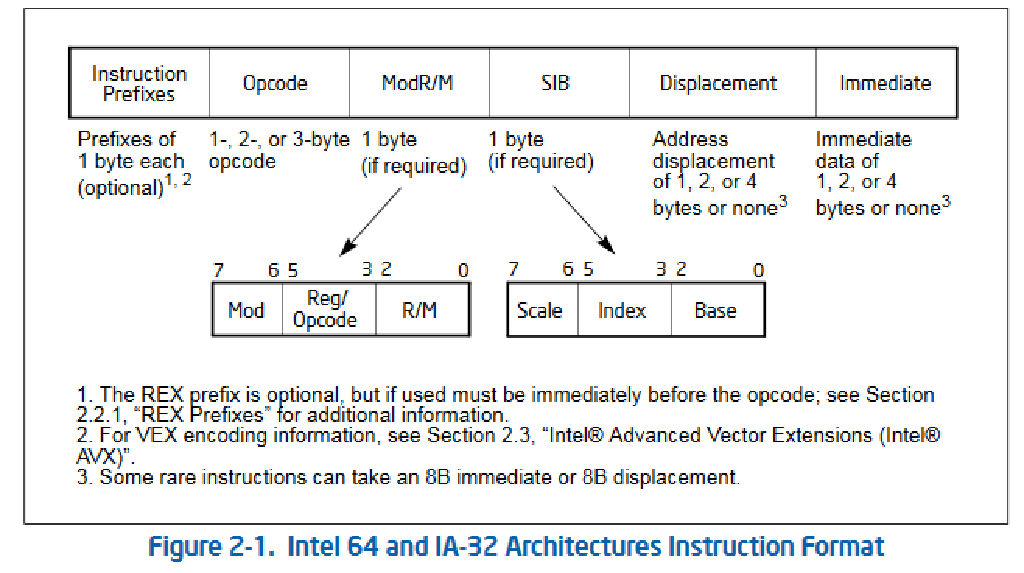 Instruction Prefixes
Opcode
ModR/M
SIB
Displacement
Immediate
Prefixes of
1 byte each
(optional)1, 2
1-, 2-, or 3-byte
opcode
1 byte
(if required)
1 byte
(if required)
Address
displacement
of 1, 2, or 4
bytes or none3
Immediate
data of
1, 2, or 4
bytes or none3
7 6 5 3 2 0
Mod
Reg/
Opcode
R/M
7 6 5 3 2 0
Scale
Index
Base
1. The REX prefix is optional, but if used must be immediately before the opcode; see Section
2.2.1, “REX Prefixes” for additional information.
2. For VEX encoding information, see Section 2.3, “Intel® Advanced Vector Extensions (Intel®
AVX)”.
3. Some rare instructions can take an 8B immediate or 8B displacement.
Figure 2-1. Intel 64 and IA-32 Architectures Instruction Format